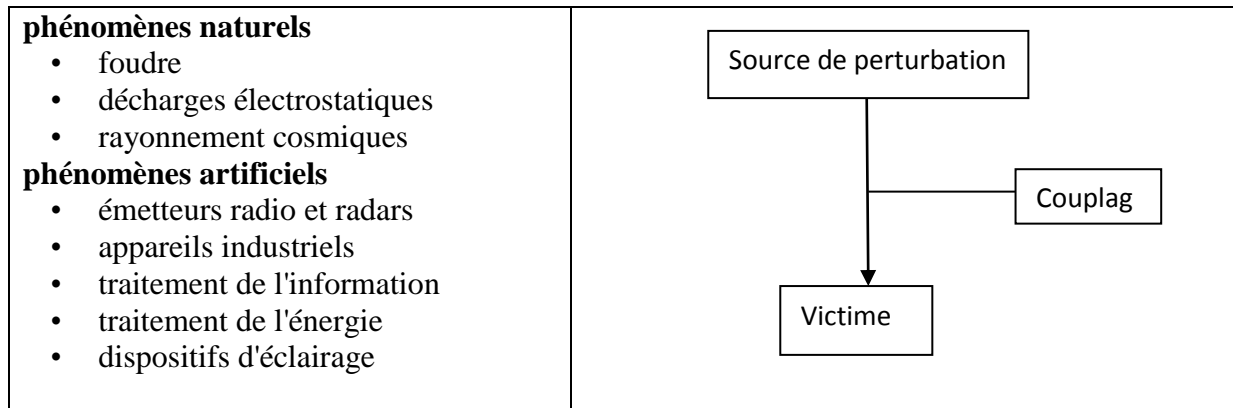 phénomènes naturels
• foudre
• décharges électrostatiques
• rayonnement cosmiques
phénomènes artificiels
• émetteurs radio et radars
• appareils industriels
• traitement de l'information
• traitement de l'énergie
• dispositifs d'éclairage
Source de perturbation
Couplag
Victime